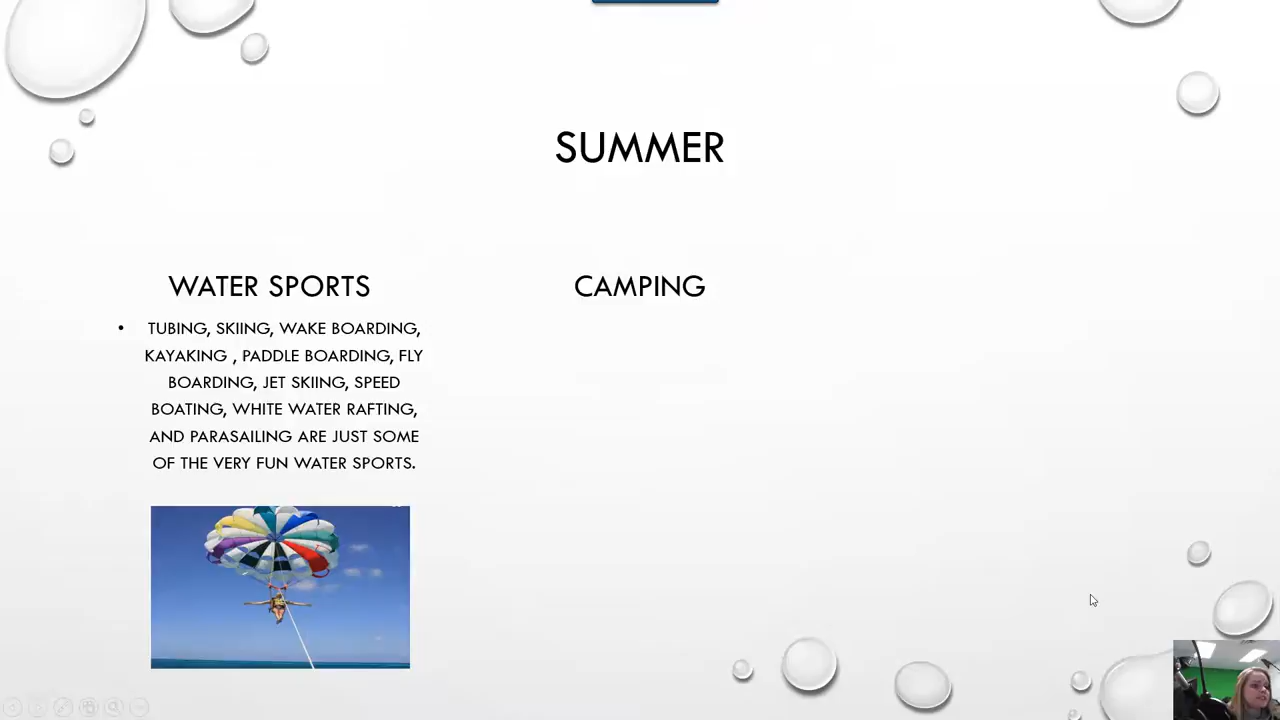 SUMMER
WATER SPORTS
• TUBING, SKIING, WAKE BOARDING,
KAYAKING , PADDLE BOARDING, FLY
BOARDING, JET SKIING, SPEED
BOATING, WHITE WATER RAFTING,
AND PARASAILING ARE JUST SOME
OF THE VERY FUN WATER SPORTS.
CAMPING